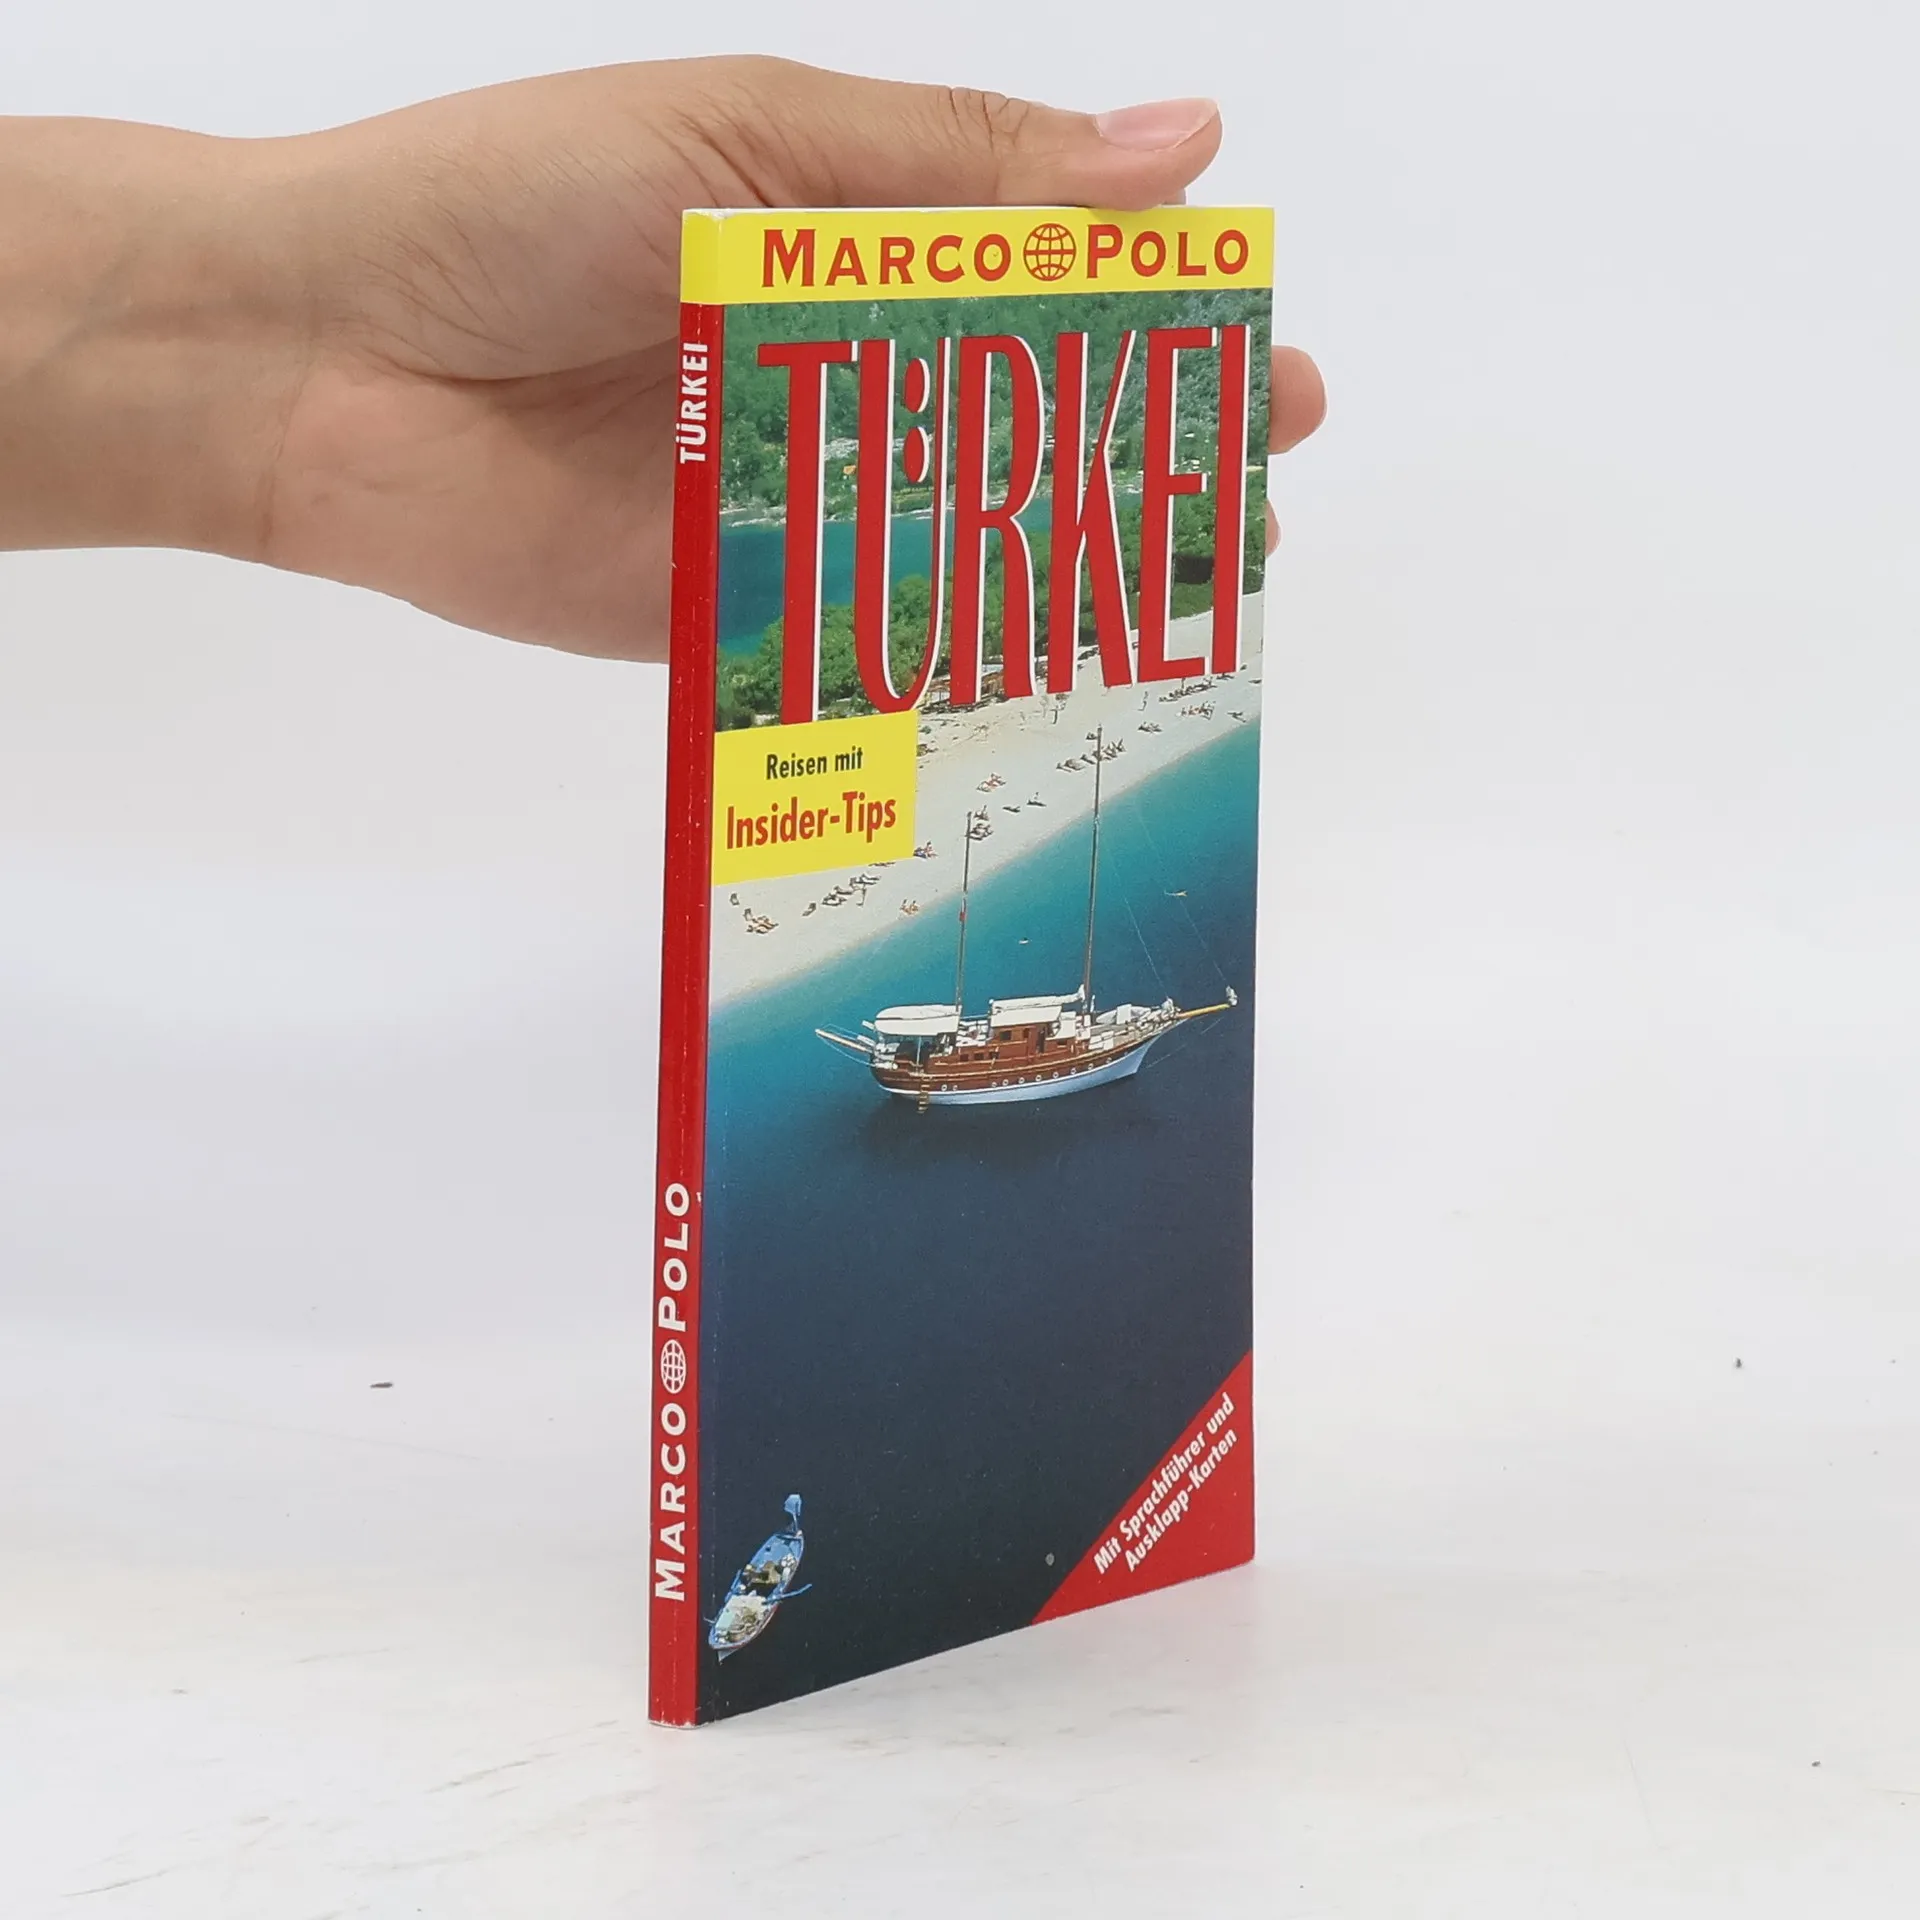 MARCO POLO
TÜRKEI
Reisen mit
Insider-Tips
Mit Sprachführer und
Ausklapp-Karten
TÜRKEI
MARCO POLO